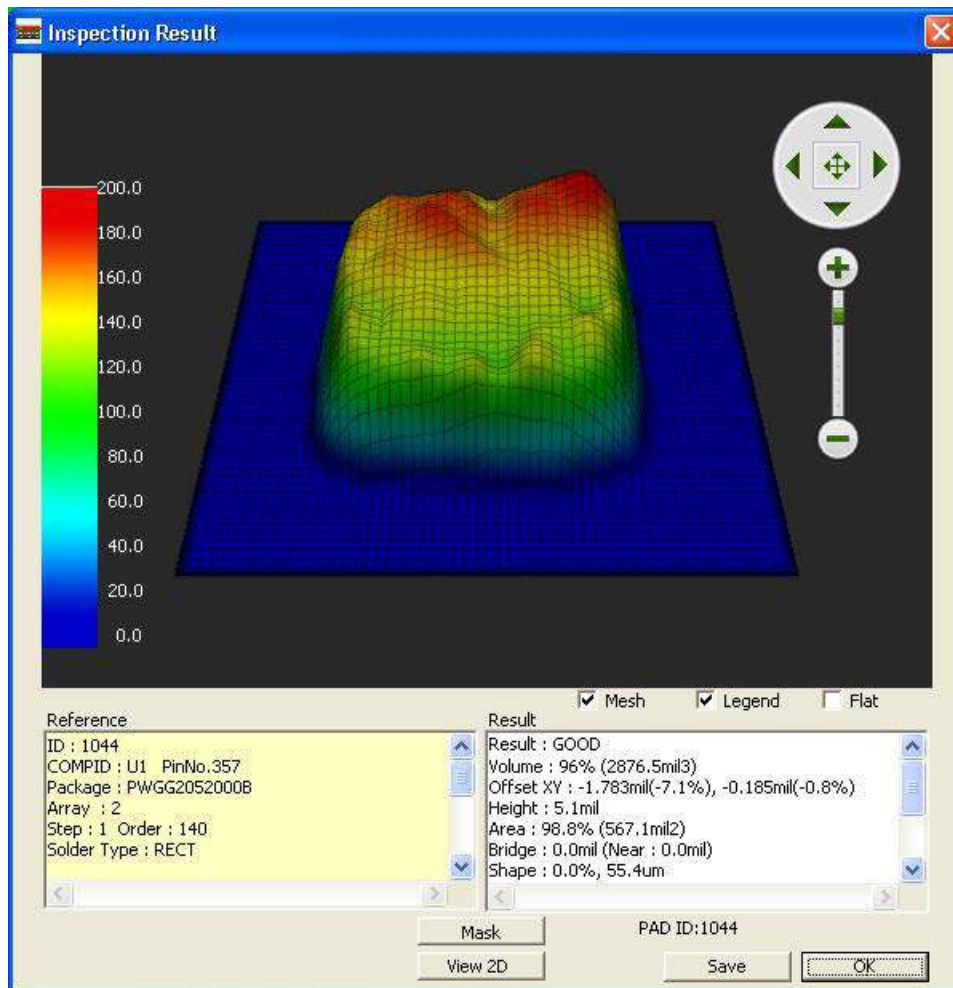 Inspection Result
200.0
180.0
160.0
140.0
120.0
100.0
80.0
60.0
40.0
20.0
0.0
Mesh
Legend
Flat
Reference
ID : 1044
COMPID : U1 PinNo.357
Package : PWGG2052000B
Array : 2
Step : 1 Order : 140
Solder Type : RECT
Result
Result : GOOD
Volume : 96% (2876.5mil3)
Offset XY : -1.783mil(-7.1%), -0.185mil(-0.8%)
Height : 5.1mil
Area : 98.8% (567.1mil2)
Bridge : 0.0mil (Near : 0.0mil)
Shape : 0.0%, 55.4um
Mask
PAD ID:1044
View 2D
Save
OK